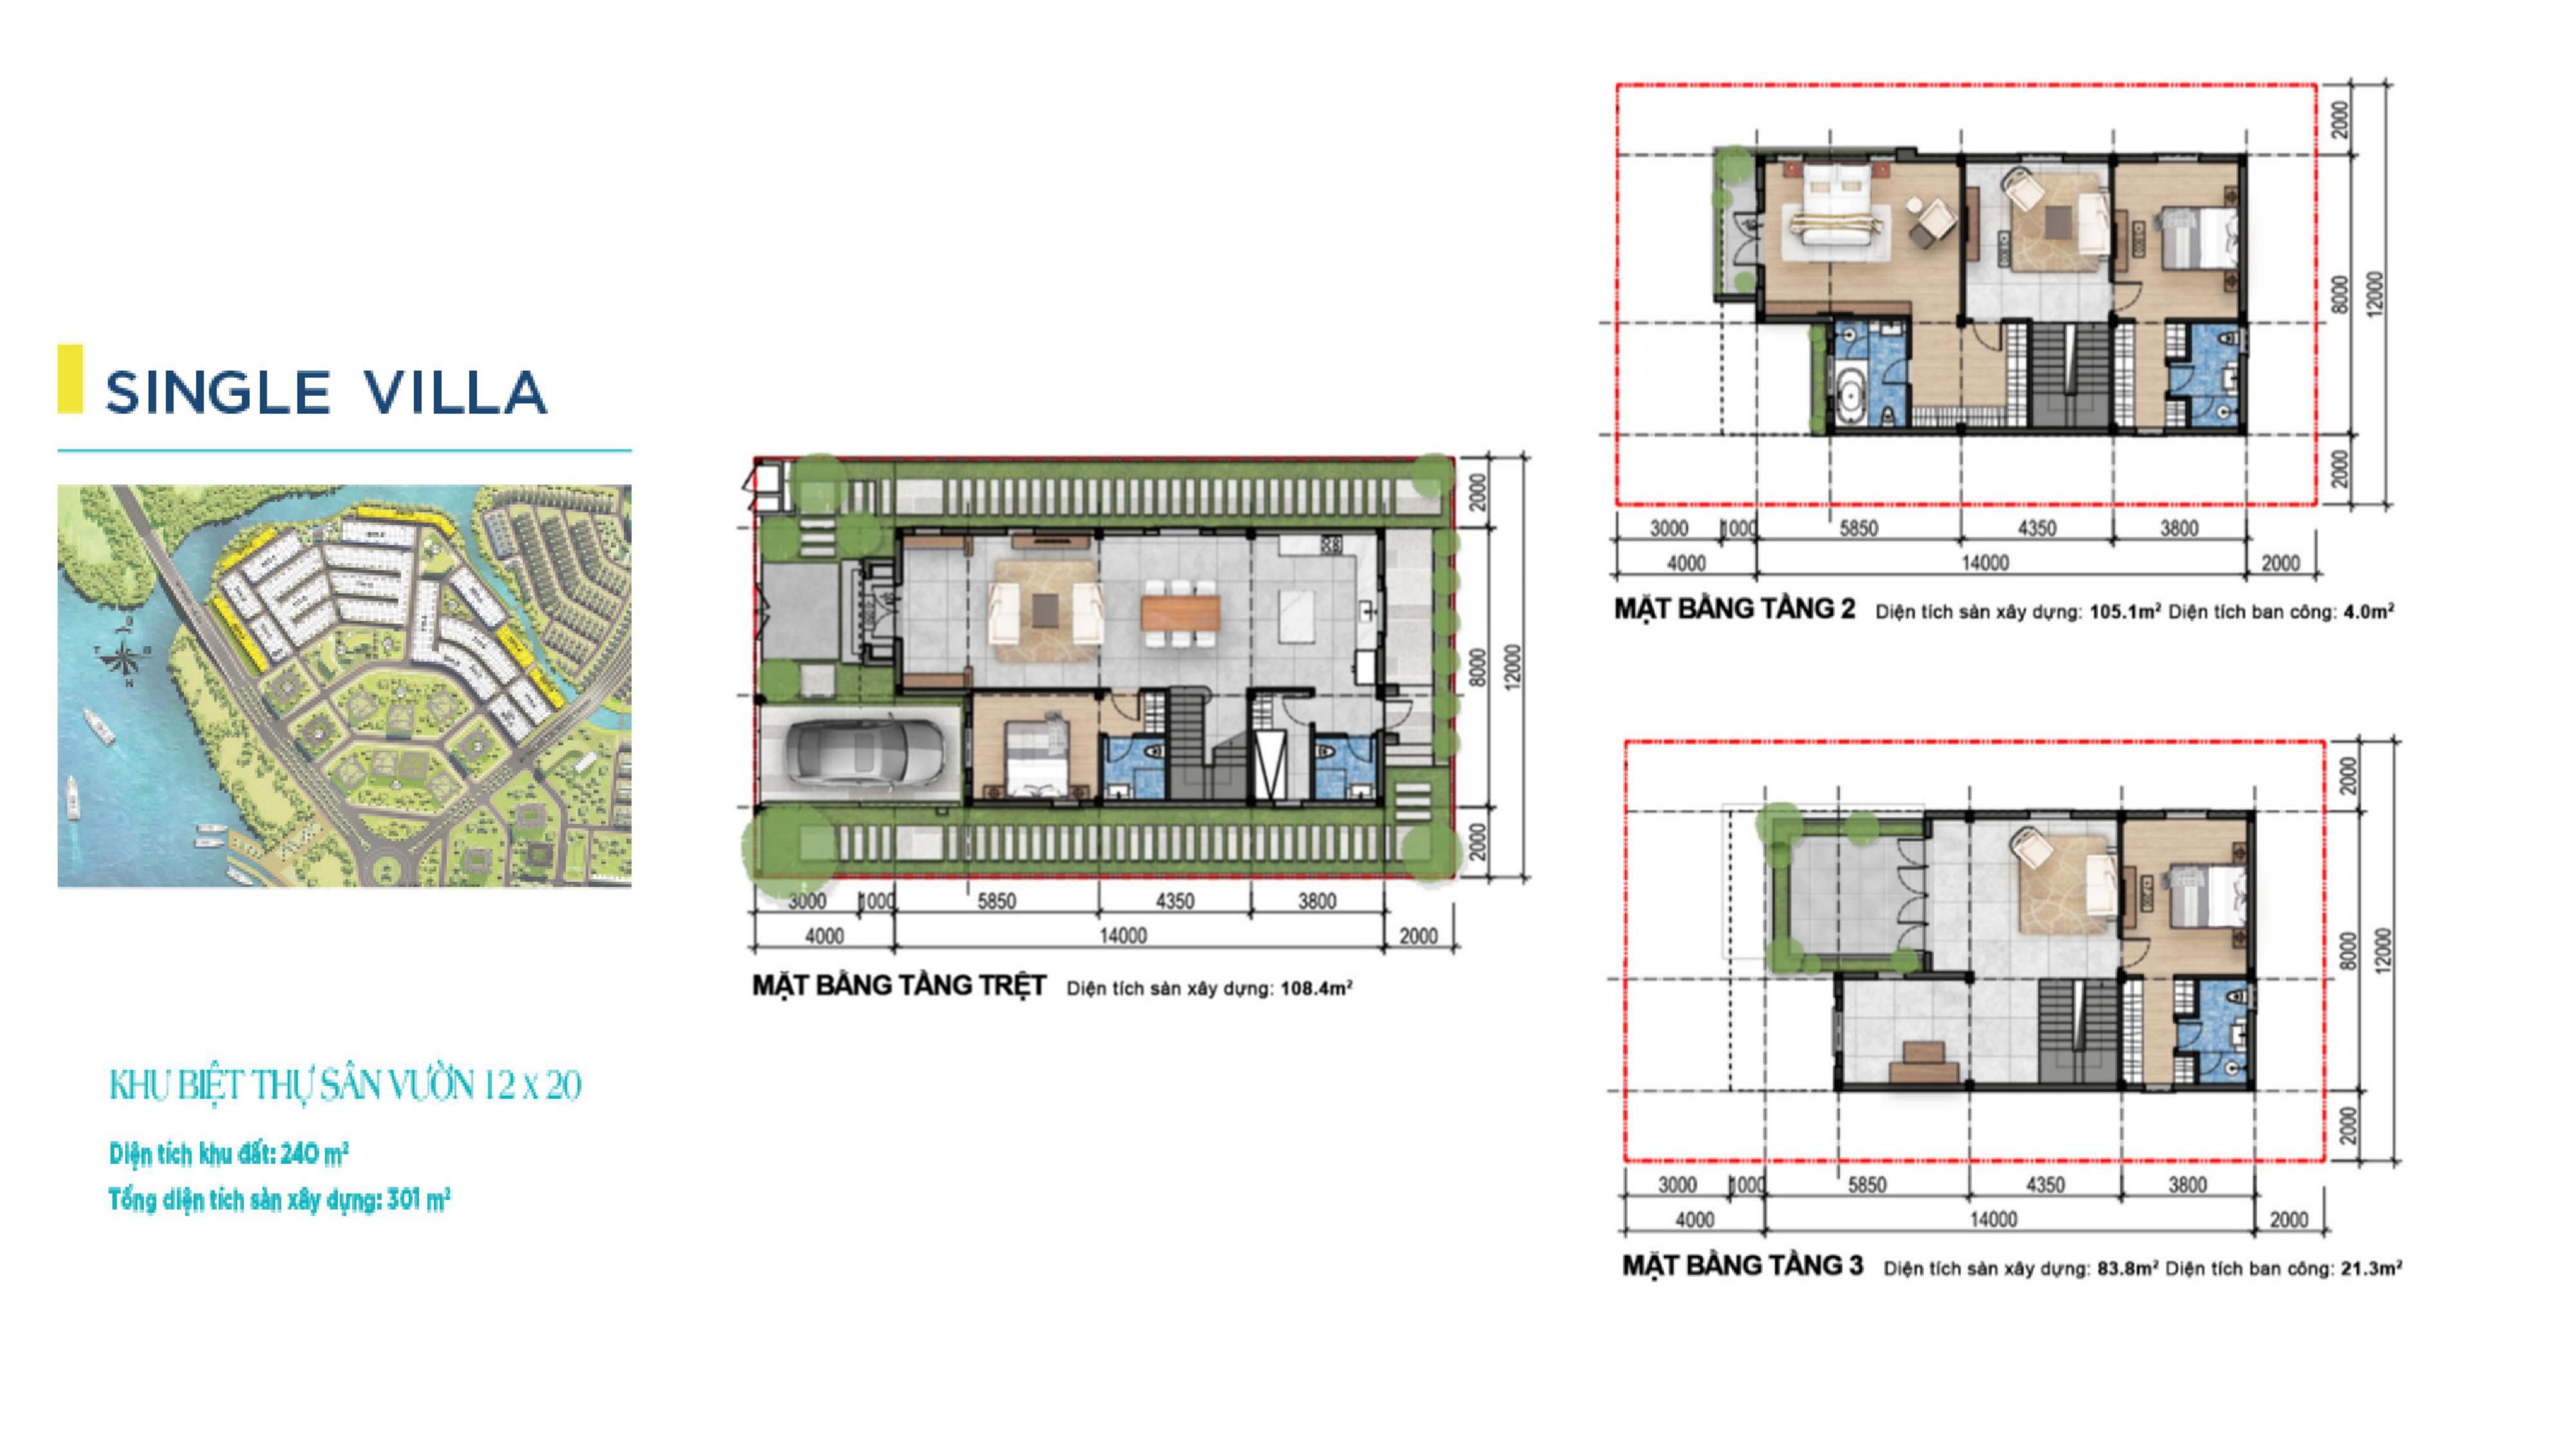 SINGLE VILLA
KHU BIỆT THỰ SÂN VƯỜN 12 x 20
Diện tích khu đất: 240 m²
Tổng diện tích sàn xây dựng: 301 m²
2000
8000
12000
2000
3000 1000 5850 4350 3800
4000 14000 2000
MẶT BẰNG TẦNG TRỆT Diện tích sàn xây dựng: 108.4m²
2000
8000
12000
2000
3000 1000 5850 4350 3800
4000 14000 2000
MẶT BẰNG TẦNG 2 Diện tích sàn xây dựng: 105.1m² Diện tích ban công: 4.0m²
2000
8000
12000
2000
3000 1000 5850 4350 3800
4000 14000 2000
MẶT BẰNG TẦNG 3 Diện tích sàn xây dựng: 83.8m² Diện tích ban công: 21.3m²